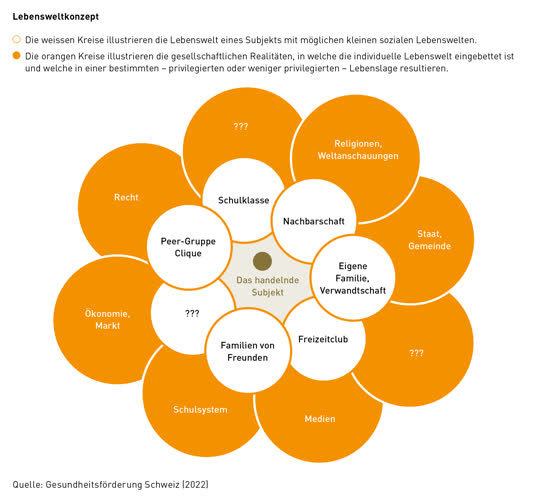 Lebensweltkonzept
Die weissen Kreise illustrieren die Lebenswelt eines Subjekts mit möglichen kleinen sozialen Lebenswelten.
Die orangen Kreise illustrieren die gesellschaftlichen Realitäten, in welche die individuelle Lebenswelt eingebettet ist
und welche in einer bestimmten – privilegierten oder weniger privilegierten – Lebenslage resultieren.
???
Religionen,
Weltanschauungen
Recht
Schulklasse
Nachbarschaft
Staat,
Gemeinde
Peer-Gruppe
Clique
Eigene
Familie,
Verwandtschaft
Das handelnde
Subjekt
Ökonomie,
Markt
???
Familien von
Freunden
Freizeitclub
???
Schulsystem
Medien
Quelle: Gesundheitsförderung Schweiz (2022)